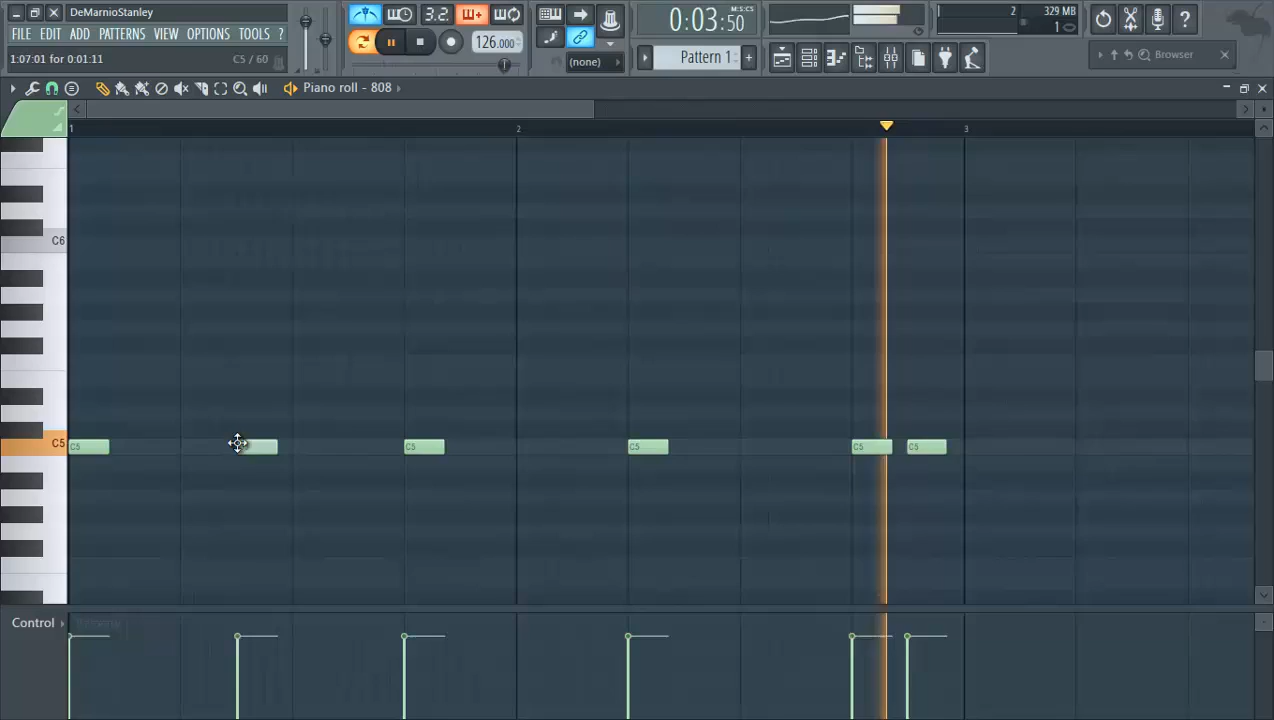 DeMarnioStanley
FILE EDIT ADD PATTERNS VIEW OPTIONS TOOLS ?
1:07:01 for 0:01:11 C5 / 60
3.2
126.000
(none)
M:S:CS
0:03:50
Pattern 1
2
329 MB
1
Browser
Piano roll - 808
1 2 3
C6
C5
C5 C5 C5 C5 C5
Control Velocity